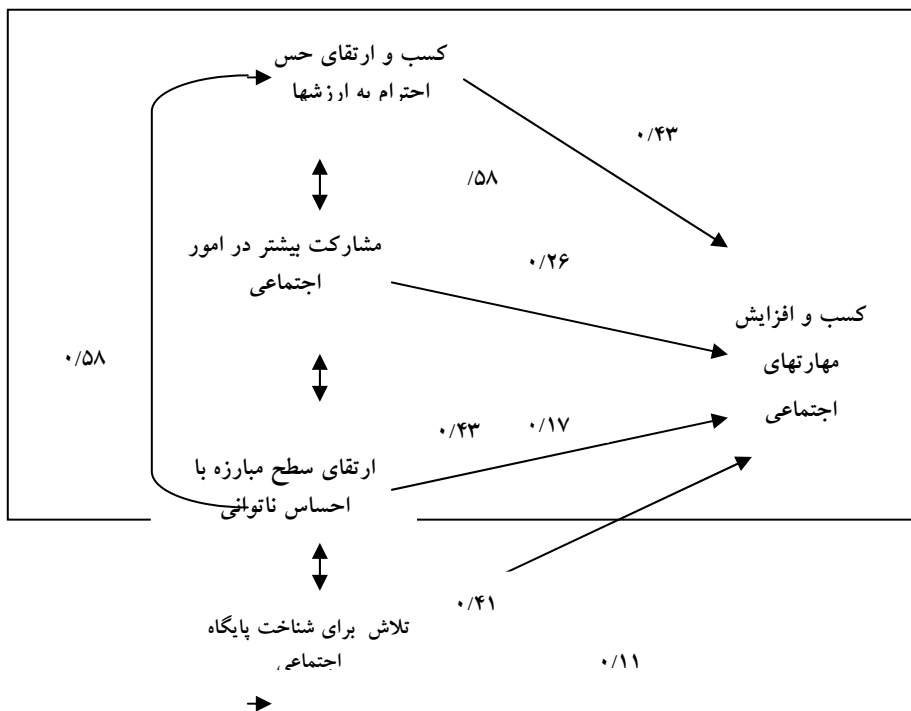 کسب و ارتقای حس
احترام به ارزشها
۰/۴۳
/۵۸
مشارکت بیشتر در امور
اجتماعی
۰/۲۶
کسب و افزایش
مهارتهای
اجتماعی
۰/۵۸
۰/۴۳
۰/۱۷
ارتقای سطح مبارزه با
احساس ناتوانی
۰/۴۱
تلاش برای شناخت پایگاه
اجتماعی
۰/۱۱